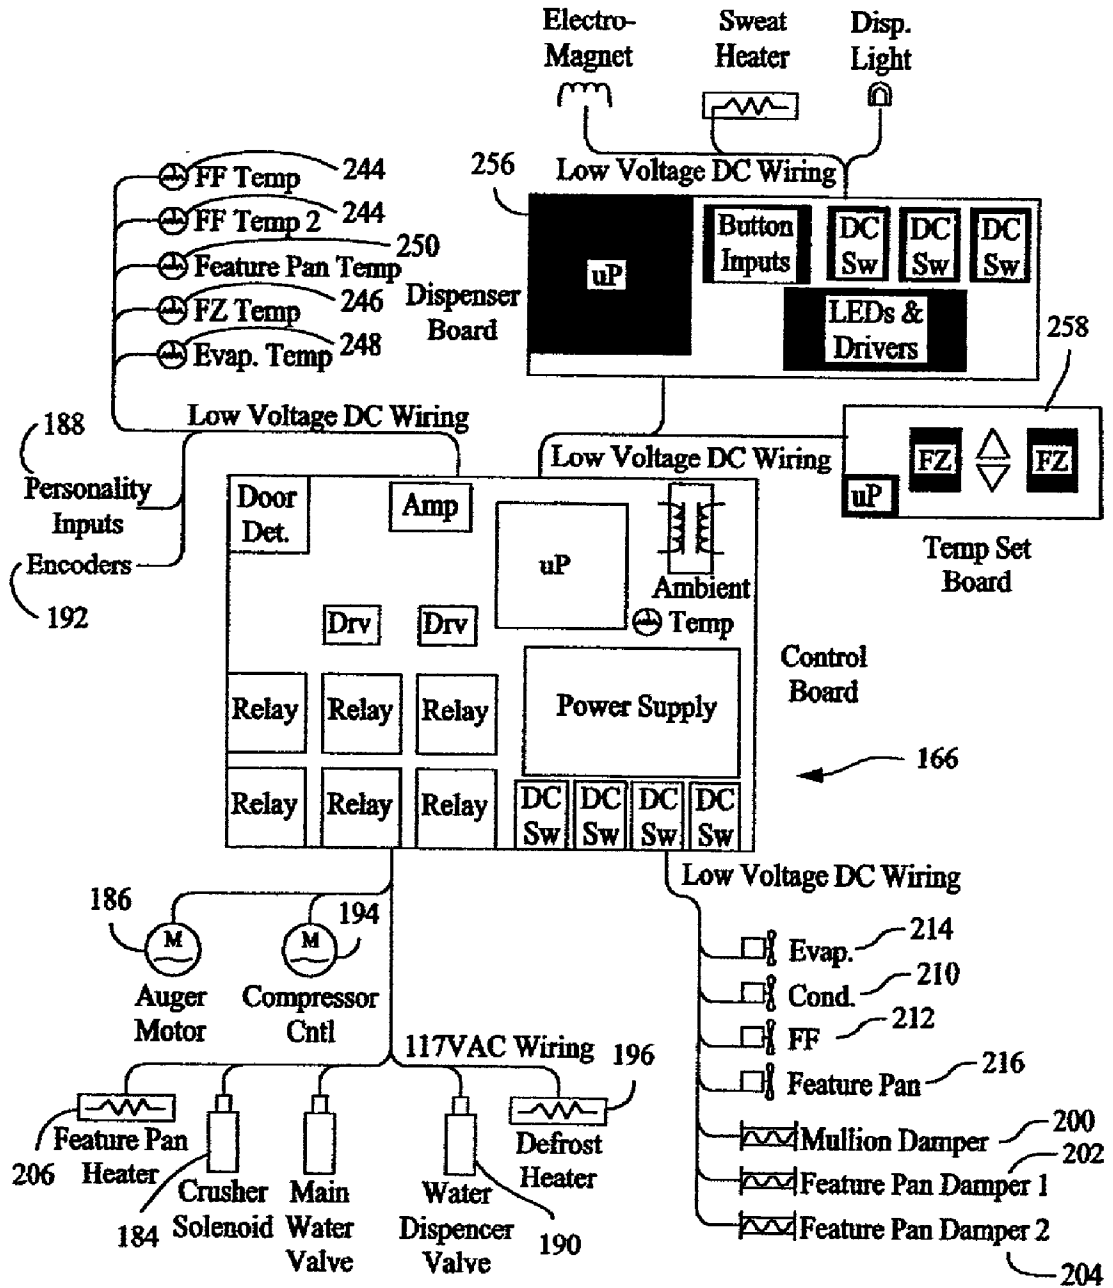 Electro-
Magnet
Sweat
Heater
Disp.
Light
Low Voltage DC Wiring
FF Temp
244
FF Temp 2
244
Feature Pan Temp
250
FZ Temp
246
Evap. Temp
248
256
Dispenser
Board
uP
Button
Inputs
DC
Sw
DC
Sw
DC
Sw
LEDs &
Drivers
258
Low Voltage DC Wiring
Low Voltage DC Wiring
FZ
FZ
uP
Temp Set
Board
188
Personality
Inputs
Encoders
192
Door
Det.
Amp
uP
Ambient
Temp
Drv
Drv
Control
Board
Relay
Relay
Relay
Power Supply
166
Relay
Relay
Relay
DC
Sw
DC
Sw
DC
Sw
DC
Sw
Low Voltage DC Wiring
186
M
Auger
Motor
194
M
Compressor
Cntl
Evap.
214
Cond.
210
FF
212
Feature Pan
216
117VAC Wiring
196
206
Feature Pan
Heater
184
Crusher
Solenoid
Main
Water
Valve
Water
Dispencer
Valve
190
Defrost
Heater
Mullion Damper
200
202
Feature Pan Damper 1
Feature Pan Damper 2
204